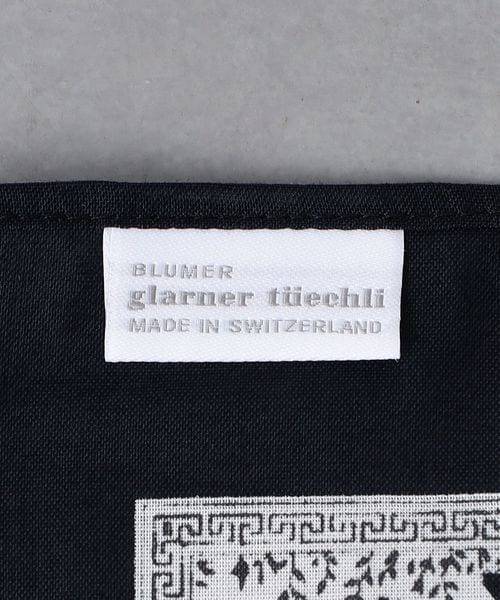 BLUMER
glarner tüechli
MADE IN SWITZERLAND